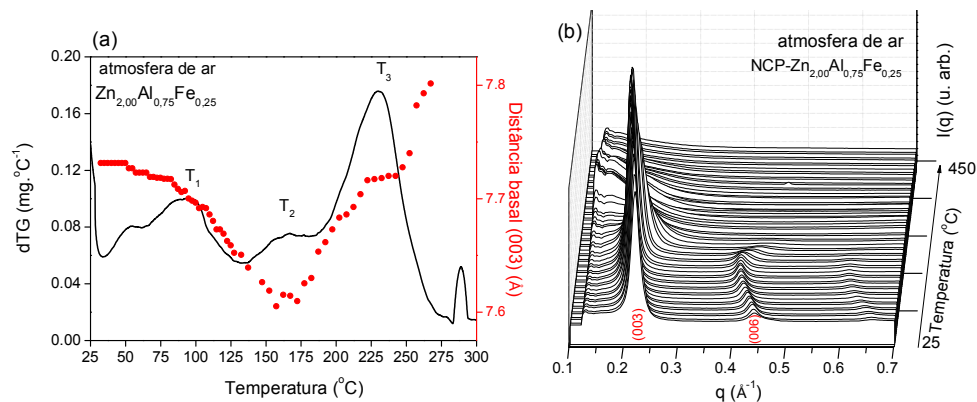 (a)
atmosfera de ar
Zn2,00Al0,75Fe0,25
T1
T2
T3
0.20
0.16
0.12
0.08
0.04
0.00
dTG (mg.°C-1)
25 50 75 100 125 150 175 200 225 250 275 300
Temperatura (°C)
7.8
7.7
7.6
Distância basal (003) (Å)
(b)
atmosfera de ar
NCP-Zn2,00Al0,75Fe0,25
I(q) (u. arb.)
450
Temperatura (°C)
25
(003)
(006)
0.1 0.2 0.3 0.4 0.5 0.6 0.7
q (Å-1)